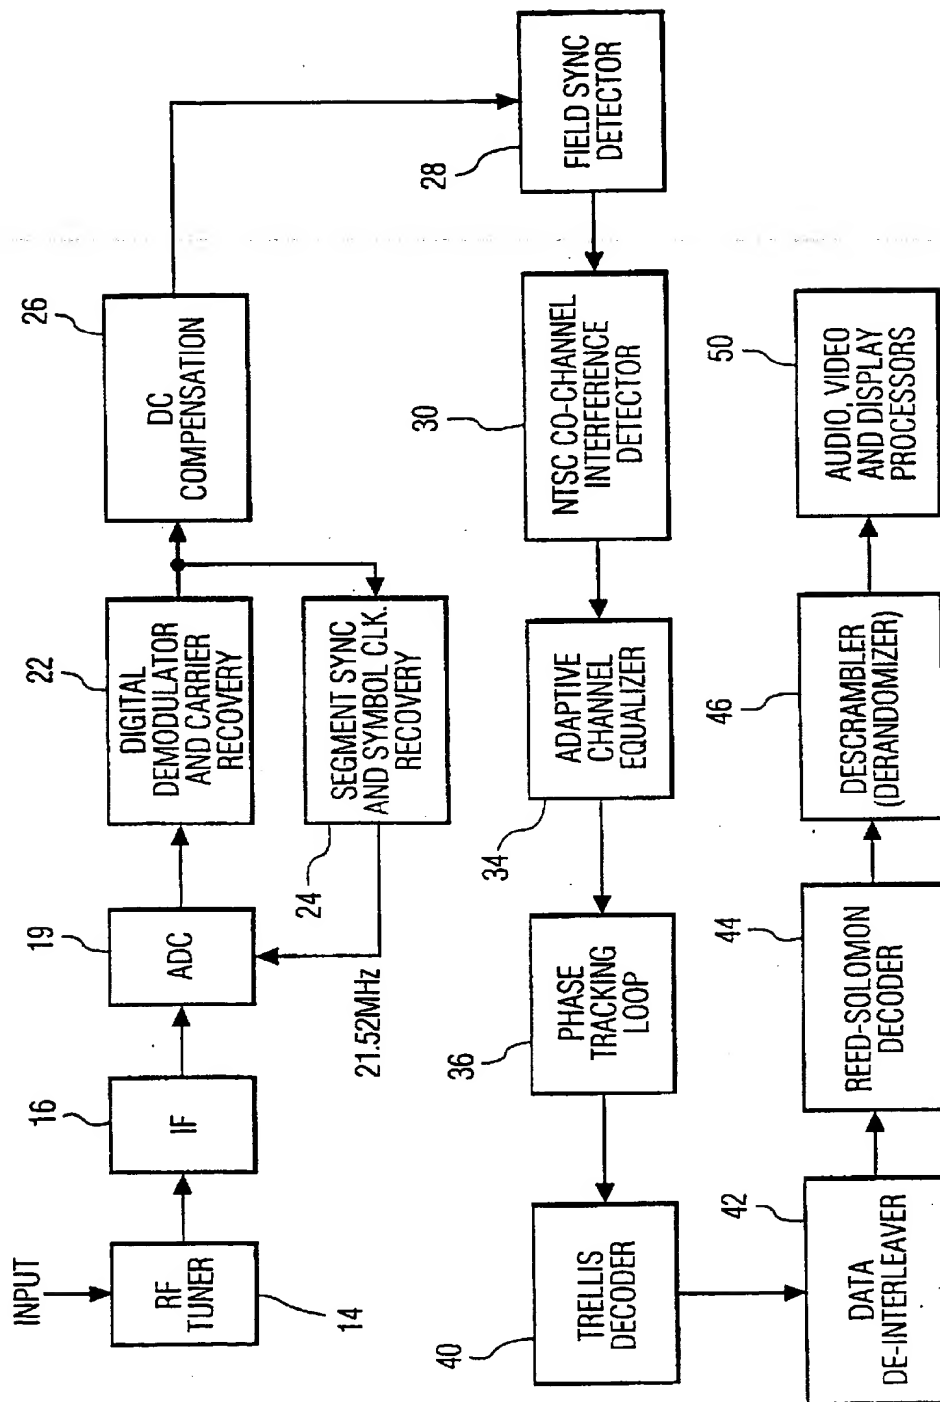 INPUT
RF
TUNER
14
IF
16
ADC
19
21.52MHz
DIGITAL
DEMODULATOR
AND CARRIER
RECOVERY
22
SEGMENT SYNC
AND SYMBOL CLK.
RECOVERY
24
DC
COMPENSATION
26
FIELD SYNC
DETECTOR
28
NTSC CO-CHANNEL
INTERFERENCE
DETECTOR
30
ADAPTIVE
CHANNEL
EQUALIZER
34
PHASE
TRACKING
LOOP
36
TRELLIS
DECODER
40
DATA
DE-INTERLEAVER
42
REED-SOLOMON
DECODER
44
DESCRAMBLER
(DERANDOMIZER)
46
AUDIO, VIDEO
AND DISPLAY
PROCESSORS
50